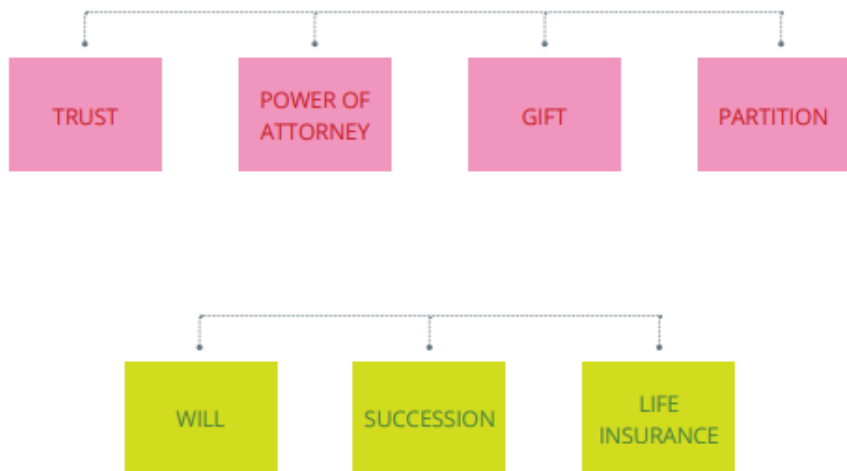 TRUST
POWER OF
ATTORNEY
GIFT
PARTITION
WILL
SUCCESSION
LIFE
INSURANCE